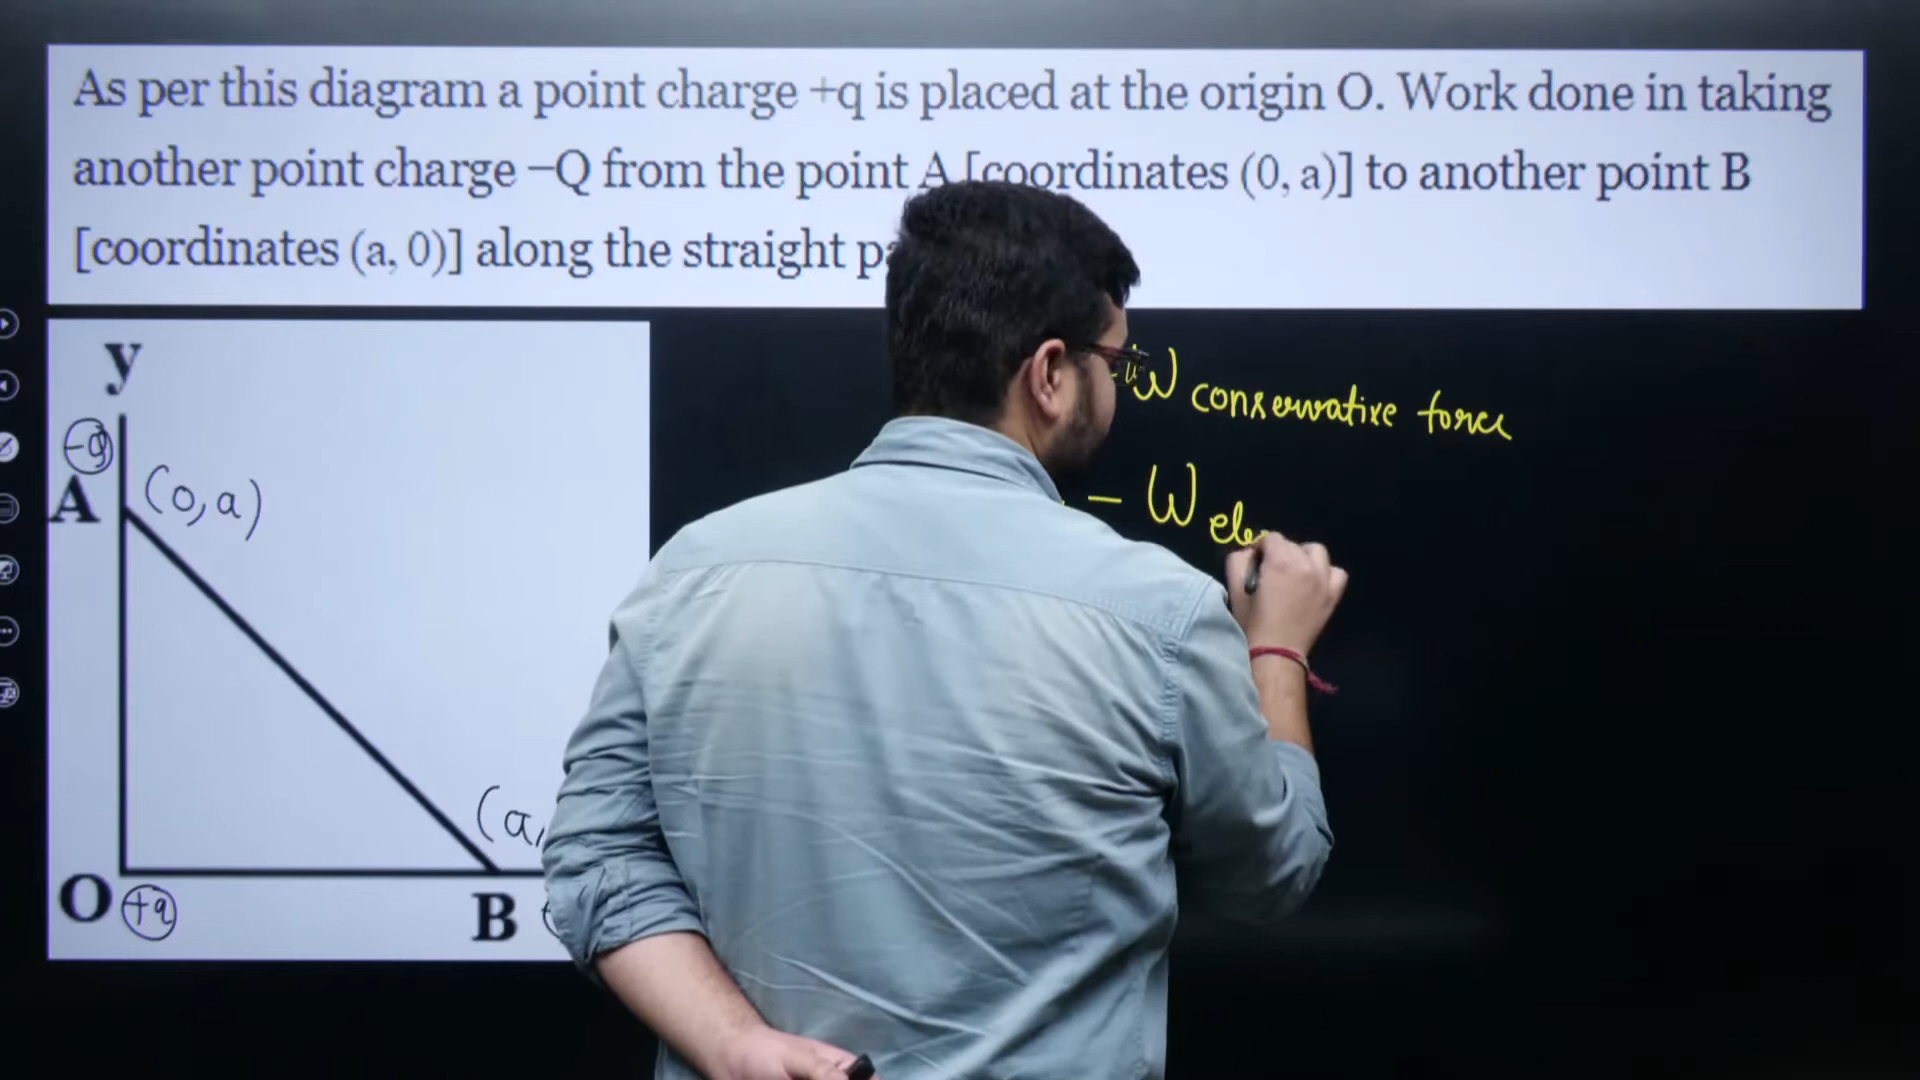 As per this diagram a point charge +q is placed at the origin O. Work done in taking
another point charge −Q from the point A [coordinates (0, a)] to another point B
[coordinates (a, 0)] along the straight
y
A (0, a)
(a,
O +q B
W conservative force
– W